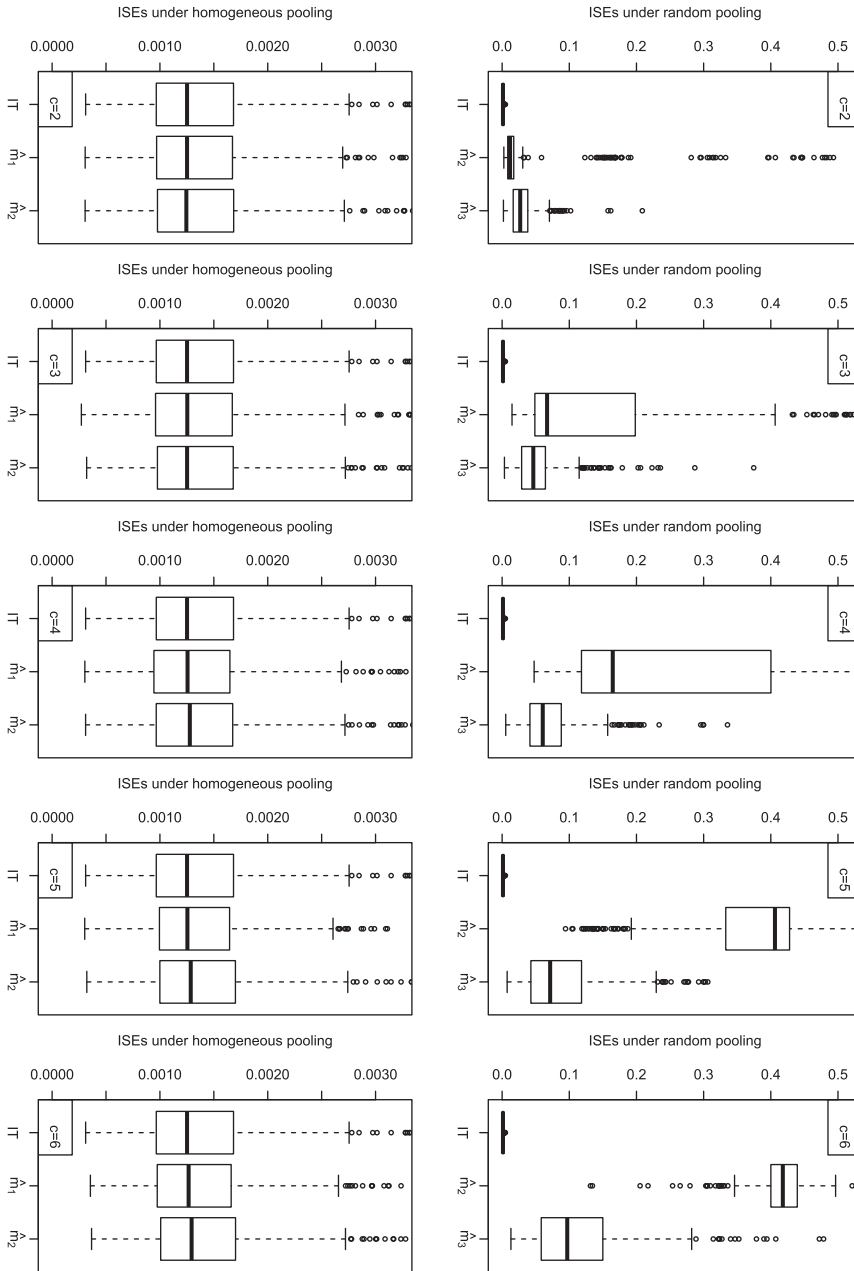 ISEs under homogeneous pooling
0.0000 0.0010 0.0020 0.0030
c=2
IT
m̂1
m̂2
ISEs under random pooling
0.0 0.1 0.2 0.3 0.4 0.5
c=2
IT
m̂2
m̂3
ISEs under homogeneous pooling
0.0000 0.0010 0.0020 0.0030
c=3
IT
m̂1
m̂2
ISEs under random pooling
0.0 0.1 0.2 0.3 0.4 0.5
c=3
IT
m̂2
m̂3
ISEs under homogeneous pooling
0.0000 0.0010 0.0020 0.0030
c=4
IT
m̂1
m̂2
ISEs under random pooling
0.0 0.1 0.2 0.3 0.4 0.5
c=4
IT
m̂2
m̂3
ISEs under homogeneous pooling
0.0000 0.0010 0.0020 0.0030
c=5
IT
m̂1
m̂2
ISEs under random pooling
0.0 0.1 0.2 0.3 0.4 0.5
c=5
IT
m̂2
m̂3
ISEs under homogeneous pooling
0.0000 0.0010 0.0020 0.0030
c=6
IT
m̂1
m̂2
ISEs under random pooling
0.0 0.1 0.2 0.3 0.4 0.5
c=6
IT
m̂2
m̂3